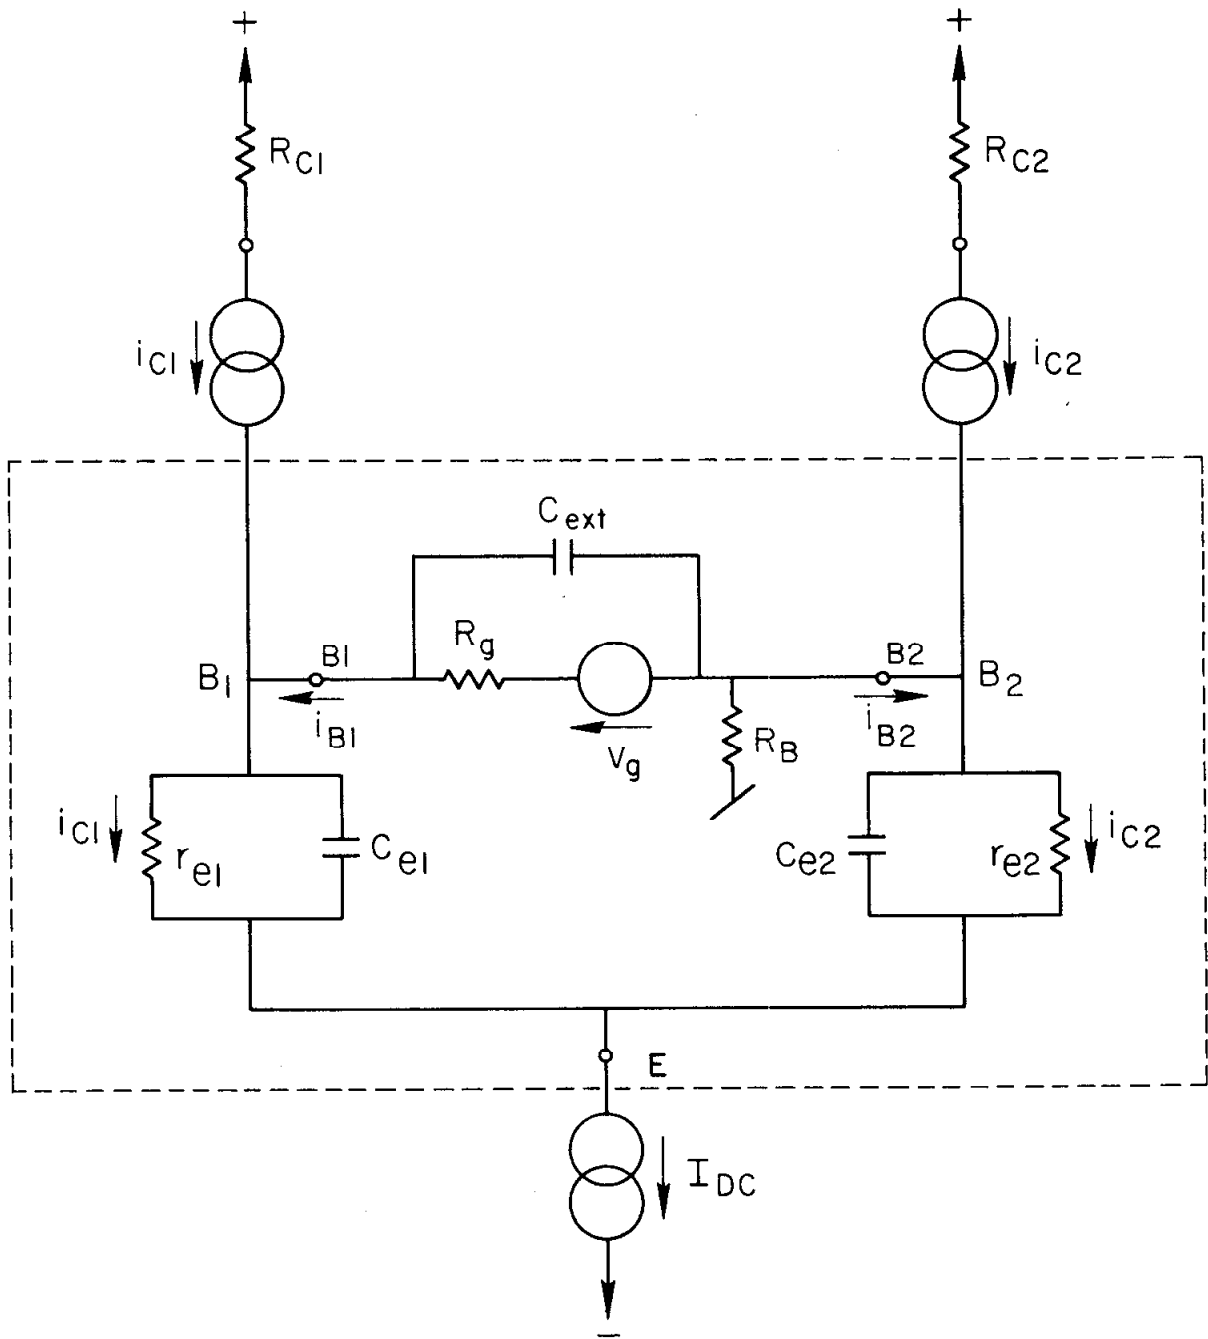 +
+
R_C1
R_C2
i_C1
i_C2
C_ext
R_g
B1
B2
B_1
B_2
i_B1
i_B2
V_g
R_B
i_C1
i_C2
r_e1
C_e1
C_e2
r_e2
E
I_DC
–